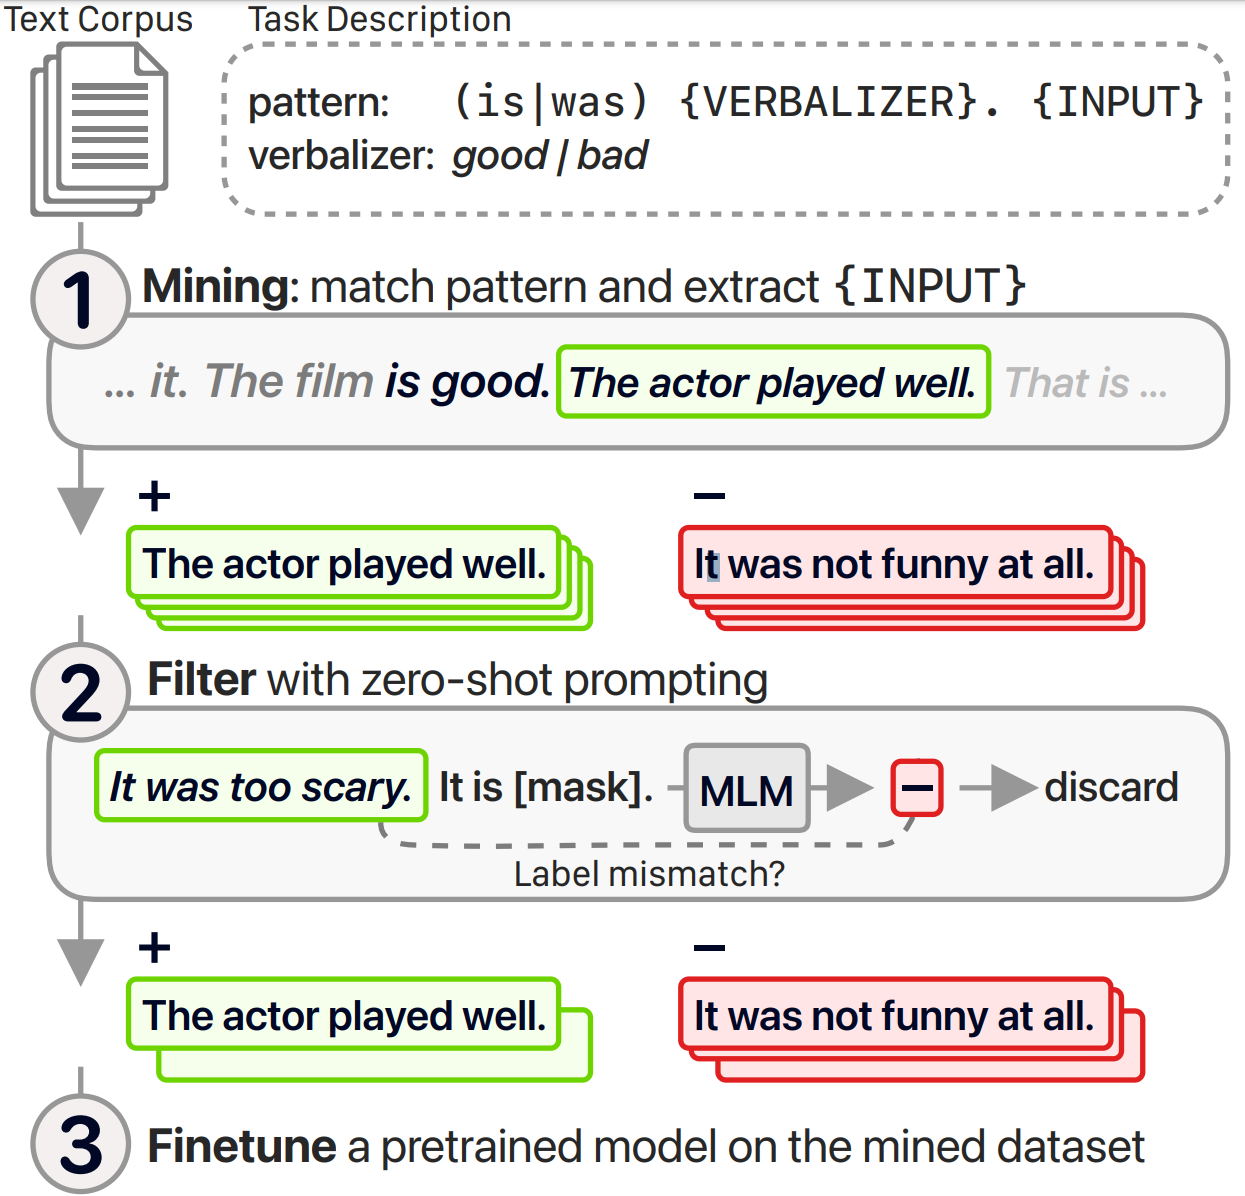 Text Corpus
Task Description
pattern: (is|was) {VERBALIZER}. {INPUT}
verbalizer: good | bad
1 Mining: match pattern and extract {INPUT}
... it. The film is good. The actor played well. That is ...
+ −
The actor played well. It was not funny at all.
2 Filter with zero-shot prompting
It was too scary. It is [mask]. MLM − discard
Label mismatch?
+ −
The actor played well. It was not funny at all.
3 Finetune a pretrained model on the mined dataset